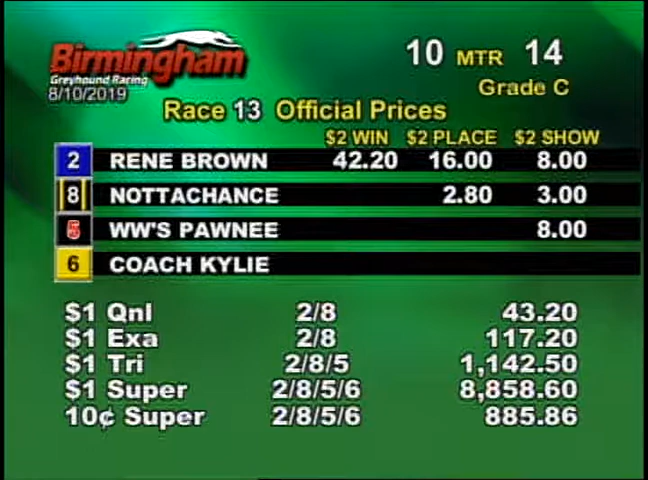 Birmingham
Greyhound Racing
8/10/2019
10 MTR 14
Grade C
Race 13 Official Prices
$2 WIN $2 PLACE $2 SHOW
2 RENE BROWN 42.20 16.00 8.00
8 NOTTACHANCE 2.80 3.00
5 WW'S PAWNEE 8.00
6 COACH KYLIE
$1 Qnl 2/8 43.20
$1 Exa 2/8 117.20
$1 Tri 2/8/5 1,142.50
$1 Super 2/8/5/6 8,858.60
10¢ Super 2/8/5/6 885.86